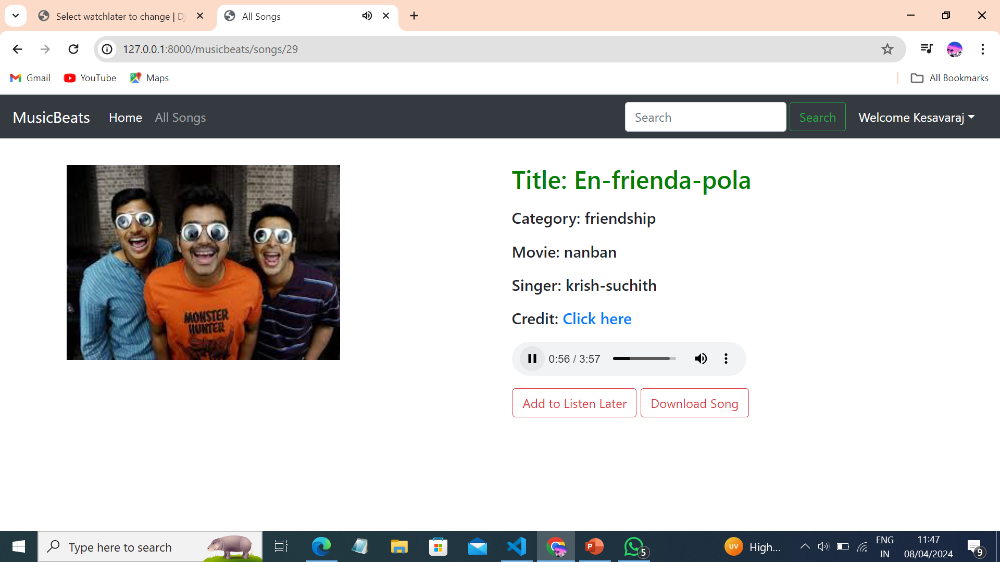 Select watchlater to change | Dj
All Songs
127.0.0.1:8000/musicbeats/songs/29
Gmail
YouTube
Maps
All Bookmarks
MusicBeats
Home
All Songs
Search
Search
Welcome Kesavaraj
MONSTER
HUNTER
Title: En-frienda-pola
Category: friendship
Movie: nanban
Singer: krish-suchith
Credit: Click here
0:56 / 3:57
Add to Listen Later
Download Song
Type here to search
P
5
UV
High...
ENG
IN
11:47
08/04/2024
9